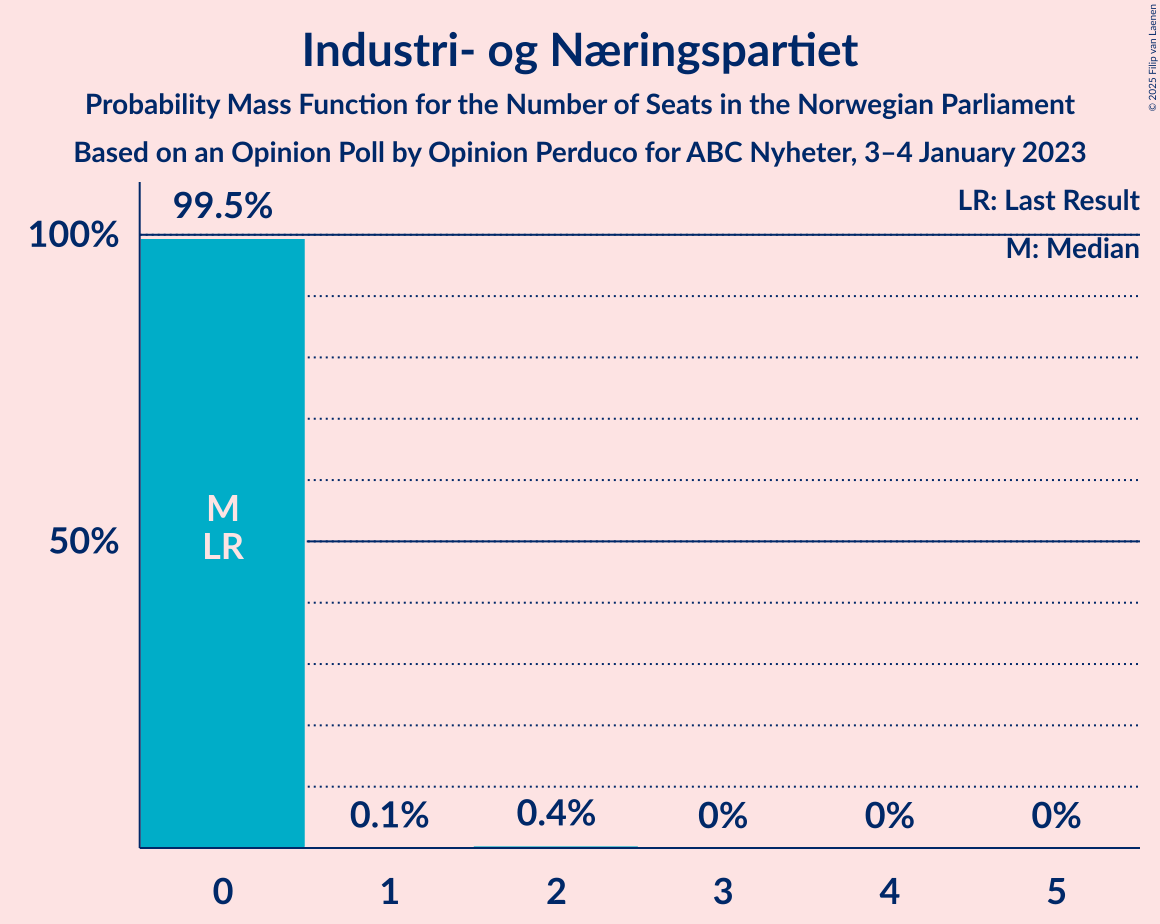 Industri- og Næringspartiet
Probability Mass Function for the Number of Seats in the Norwegian Parliament
Based on an Opinion Poll by Opinion Perduco for ABC Nyheter, 3–4 January 2023
© 2025 Filip van Laenen
LR: Last Result
M: Median
99.5%
100%
50%
M
LR
0.1%
0.4%
0%
0%
0%
0
1
2
3
4
5